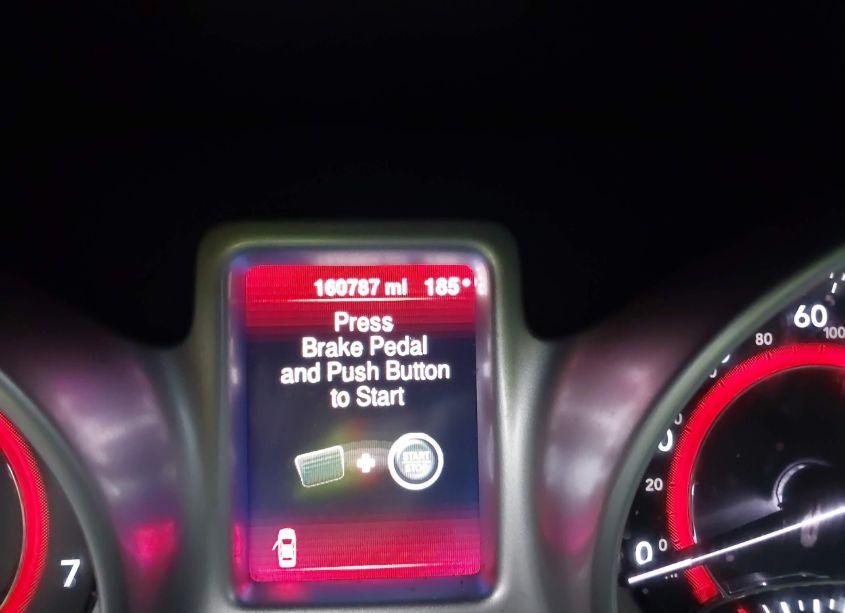 160787 mi 185°
Press
Brake Pedal
and Push Button
to Start
START
STOP
60
80
100
20
0
0
7